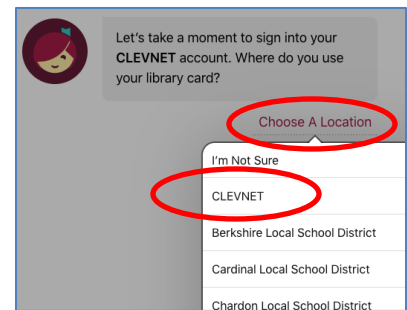 Let's take a moment to sign into your
CLEVNET account. Where do you use
your library card?
Choose A Location
I'm Not Sure
CLEVNET
Berkshire Local School District
Cardinal Local School District
Chardon Local School District